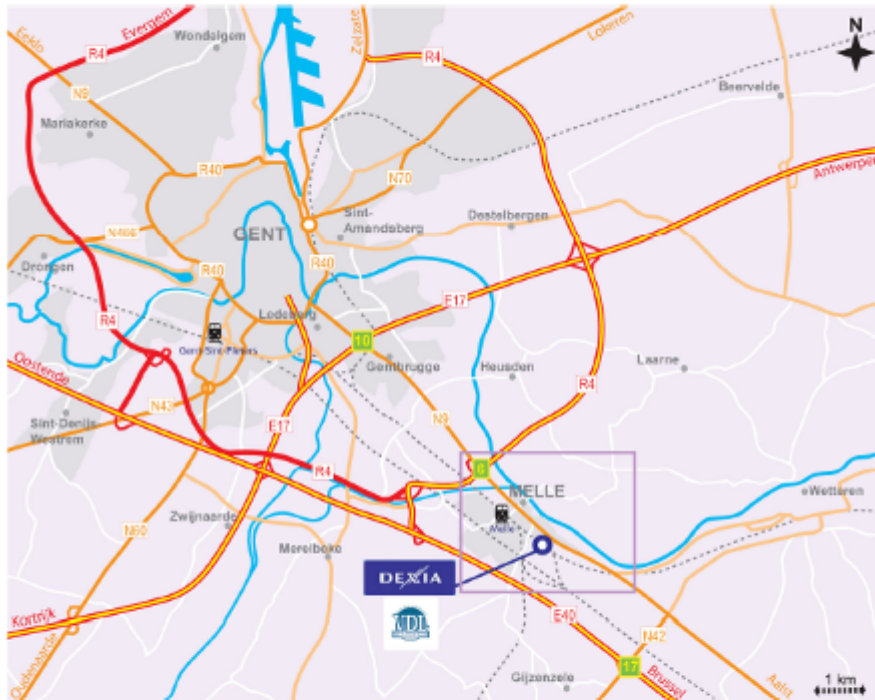 Evergem
Wondelgem
Zelzate
Lokeren
N
Eeklo
R4
R4
N9
Beervelde
Mariakerke
Antwerpen
R40
N70
Sint-
Amandsberg
Destelbergen
N466
GENT
Drongen
R40
R40
E17
Ledeberg
R4
10
Gent-Sint-Pieters
Gentbrugge
Heusden
Laarne
Oostende
R4
N43
N9
Sint-Denijs
Westrem
E17
R4
6
MELLE
Wetteren
Zwijnaarde
Melle
N60
Merelbeke
DEXIA
Kortrijk
E40
N42
Oudenaarde
17
Brussel
Aalst
Gijzenzele
1 km